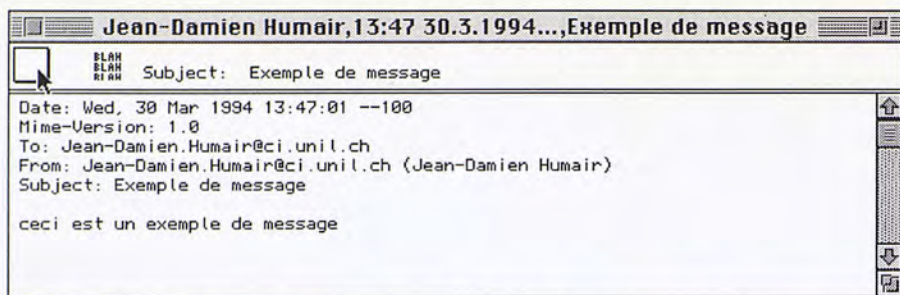 Jean-Damien Humair,13:47 30.3.1994...,Exemple de message
BLAH
BLAH
BLAH
Subject: Exemple de message
Date: Wed, 30 Mar 1994 13:47:01 --100
Mime-Version: 1.0
To: Jean-Damien.Humair@ci.unil.ch
From: Jean-Damien.Humair@ci.unil.ch (Jean-Damien Humair)
Subject: Exemple de message
ceci est un exemple de message